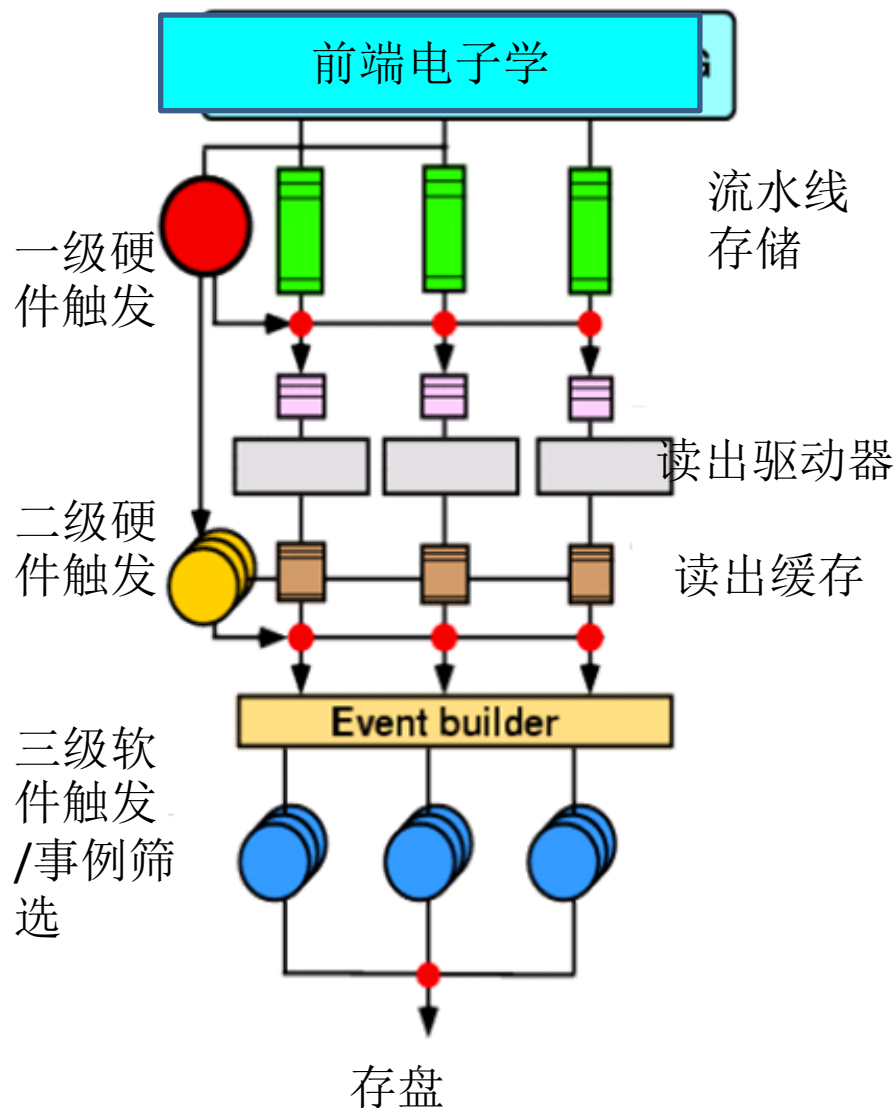 前端电子学
G
流水线
存储
一级硬
件触发
读出驱动器
二级硬
件触发
读出缓存
Event builder
三级软
件触发
/事例筛
选
存盘